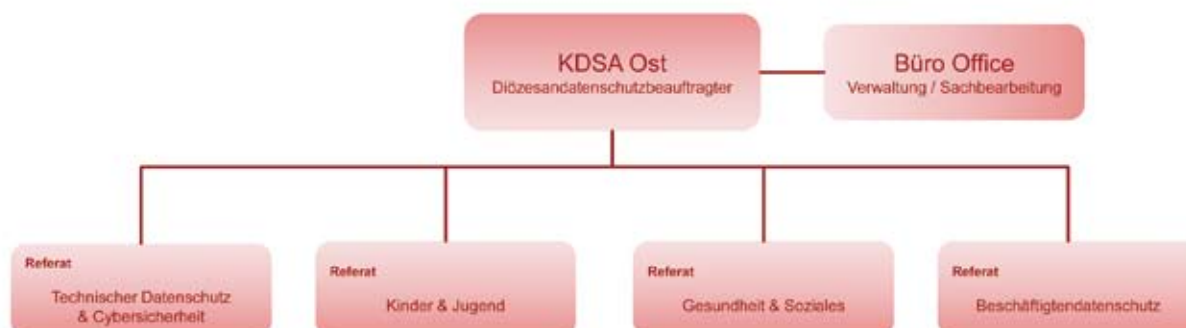 KDSA Ost
Diözesandatenschutzbeauftragter
Büro Office
Verwaltung / Sachbearbeitung
Referat
Technischer Datenschutz
& Cybersicherheit
Referat
Kinder & Jugend
Referat
Gesundheit & Soziales
Referat
Beschäftigtendatenschutz